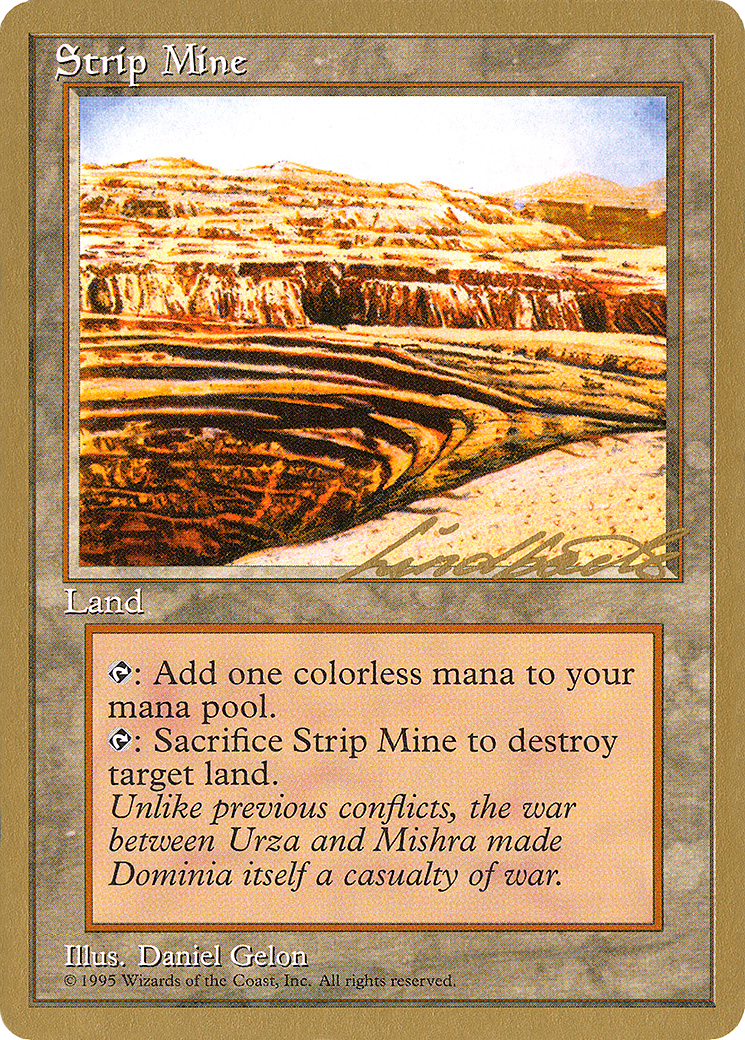 Strip Mine
Lindbäck
Land
: Add one colorless mana to your
mana pool.
: Sacrifice Strip Mine to destroy
target land.
Unlike previous conflicts, the war
between Urza and Mishra made
Dominia itself a casualty of war.
Illus. Daniel Gelon
© 1995 Wizards of the Coast, Inc. All rights reserved.